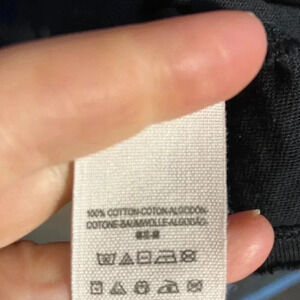 100% COTTON-COTON-ALGODÓN-
COTONE-BAUMWOLLE-ALGODÃO-